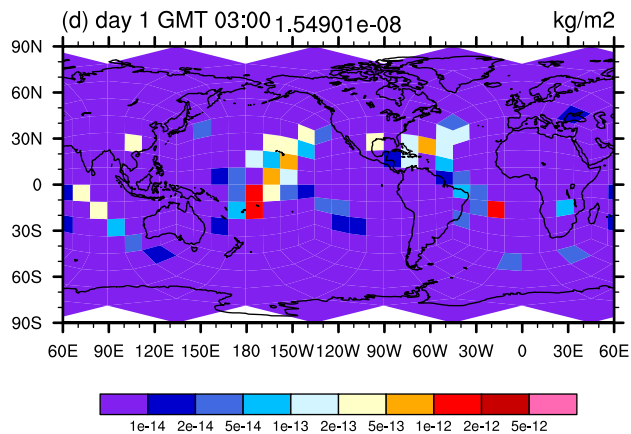 (d) day 1 GMT 03:00 1.54901e-08 kg/m2
90N
60N
30N
0
30S
60S
90S
60E 90E 120E 150E 180 150W 120W 90W 60W 30W 0 30E 60E
1e-14 2e-14 5e-14 1e-13 2e-13 5e-13 1e-12 2e-12 5e-12